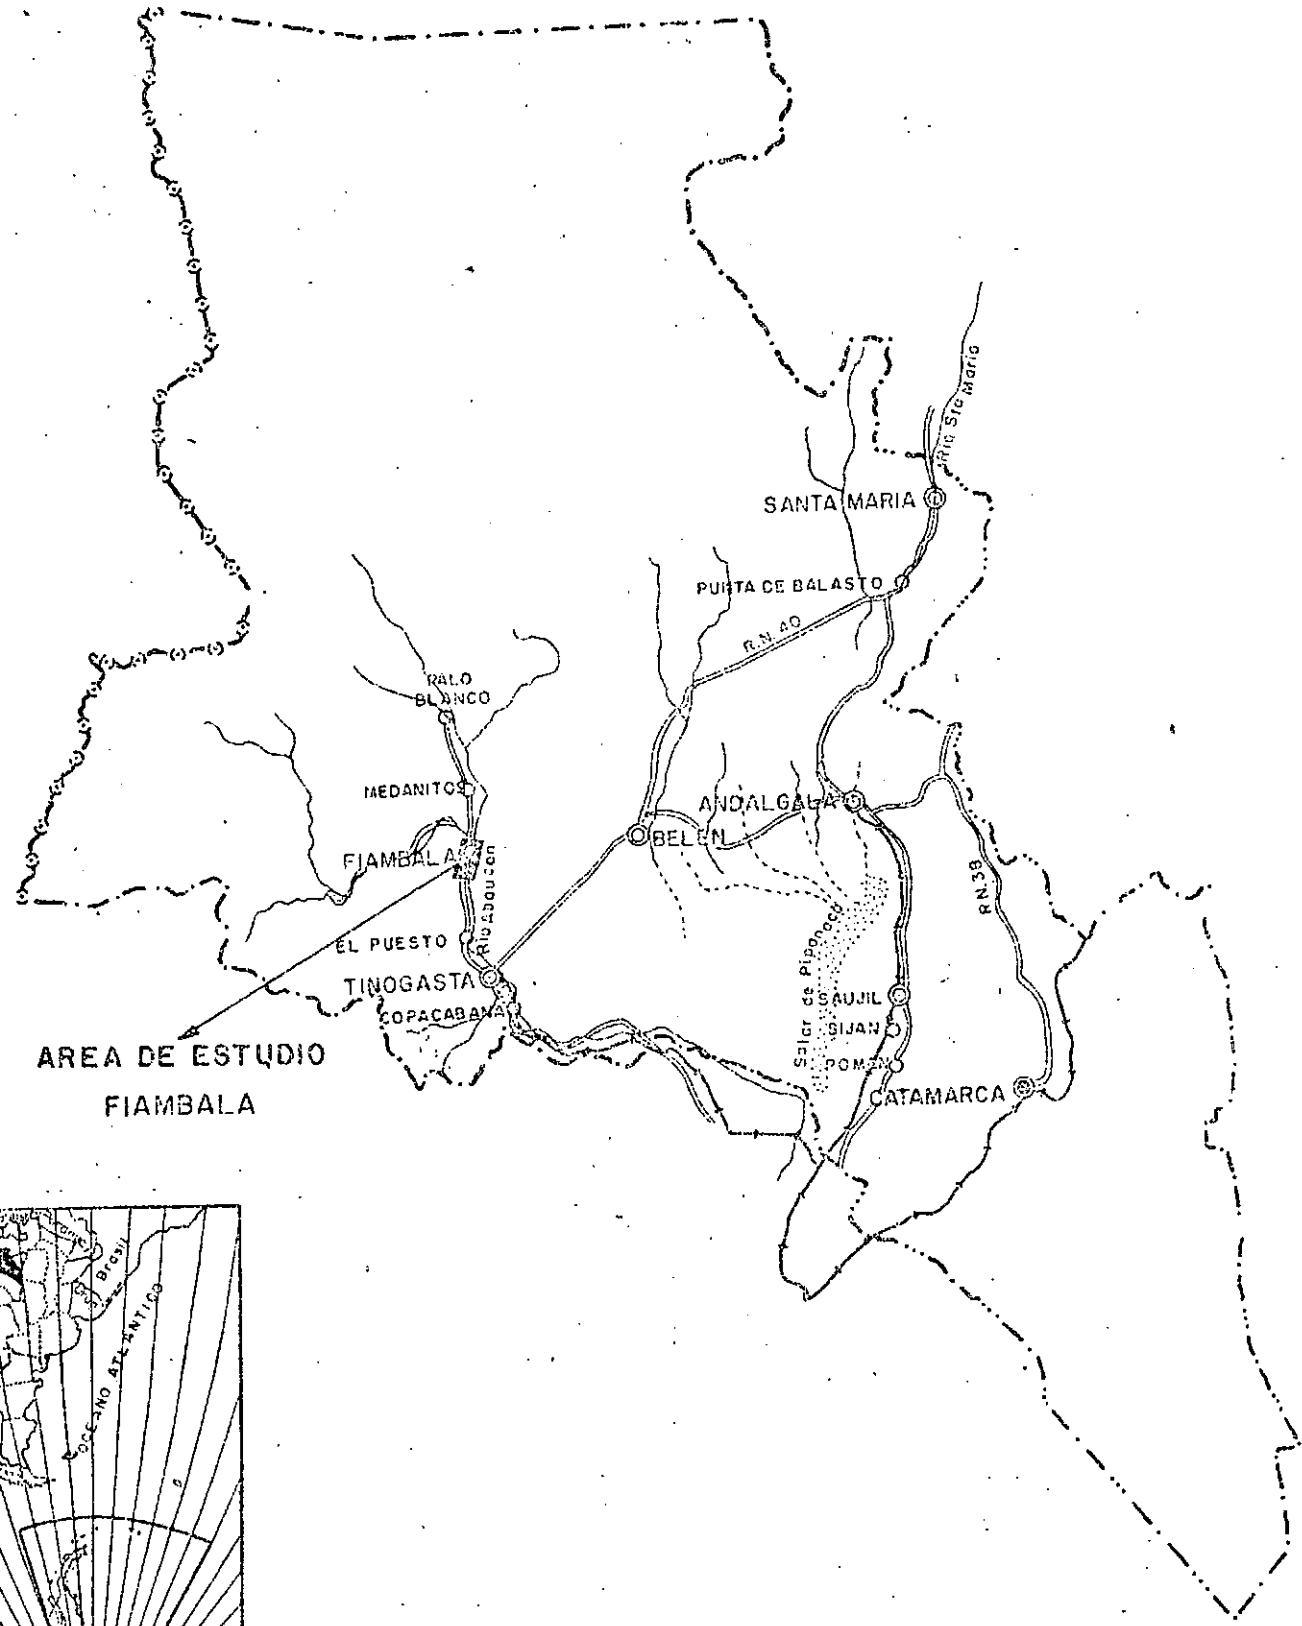 Rio Sta Maria
SANTA MARIA
PUNTA DE BALASTO
R.N. 40
PALO
BLANCO
MEDANITOS
ANDALGALA
BELEN
FIAMBALA
Rio Abaucan
R.N.38
EL PUESTO
Salar de Pipanaco
TINOGASTA
SAUJIL
COPACABANA
SIJAN
AREA DE ESTUDIO
POMAN
CATAMARCA
FIAMBALA
Brasil
OCEANO ATLANTICO